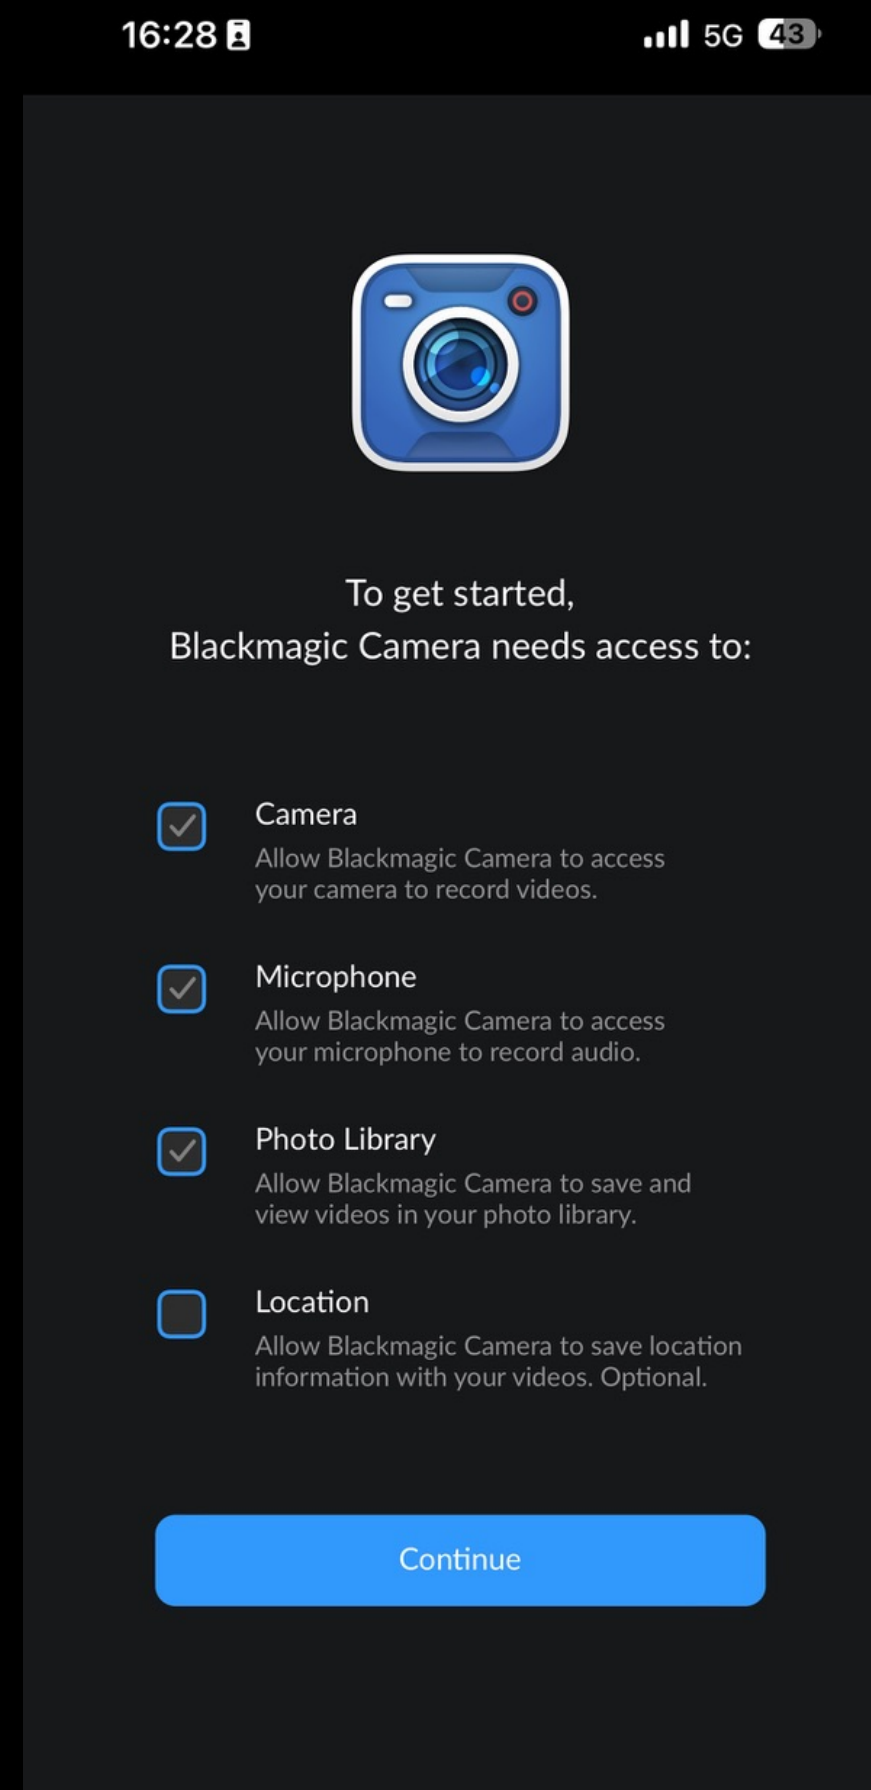 16:28
5G
43
To get started,
Blackmagic Camera needs access to:
Camera
Allow Blackmagic Camera to access
your camera to record videos.
Microphone
Allow Blackmagic Camera to access
your microphone to record audio.
Photo Library
Allow Blackmagic Camera to save and
view videos in your photo library.
Location
Allow Blackmagic Camera to save location
information with your videos. Optional.
Continue